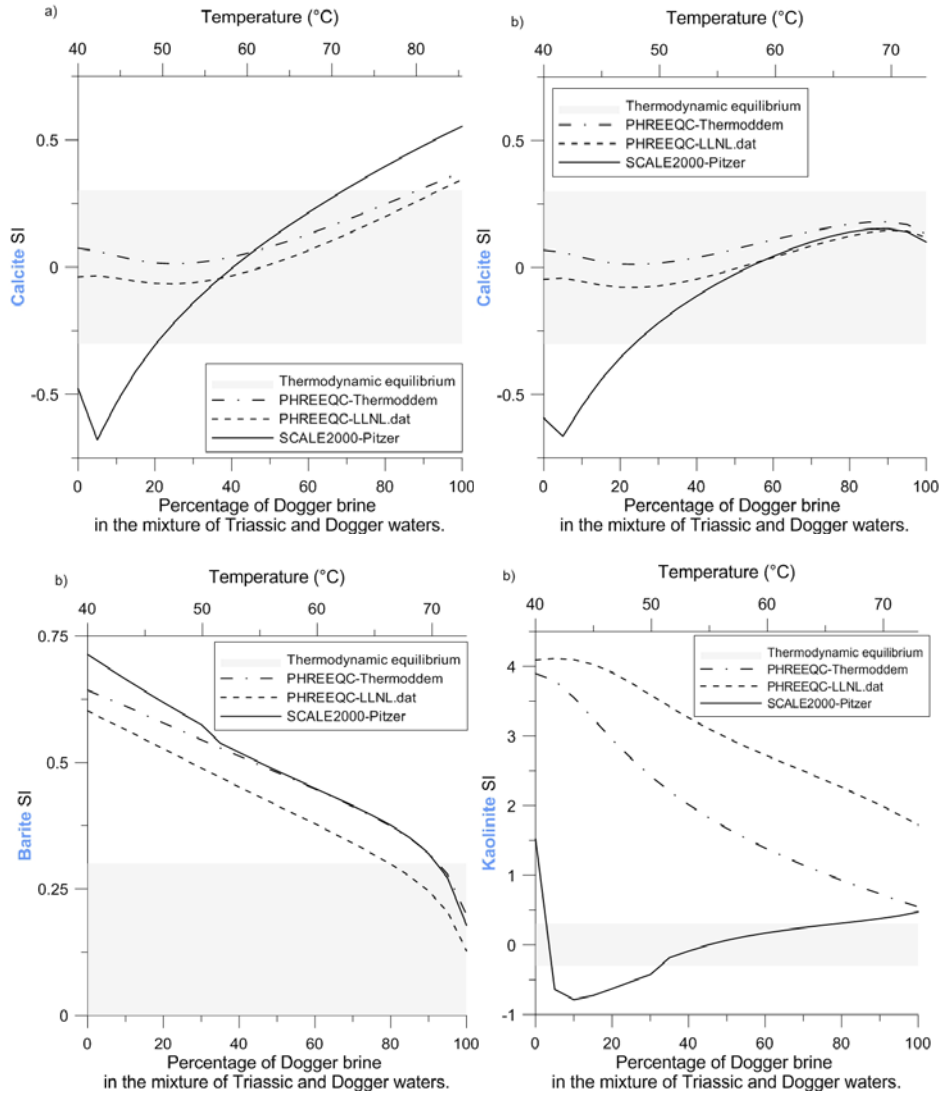 a)
Temperature (°C)
40 50 60 70 80
0.5
0
-0.5
Calcite SI
Thermodynamic equilibrium
PHREEQC-Thermoddem
PHREEQC-LLNL.dat
SCALE2000-Pitzer
0 20 40 60 80 100
Percentage of Dogger brine
in the mixture of Triassic and Dogger waters.
b)
Temperature (°C)
40 50 60 70
Thermodynamic equilibrium
PHREEQC-Thermoddem
PHREEQC-LLNL.dat
SCALE2000-Pitzer
0.5
0
-0.5
Calcite SI
0 20 40 60 80 100
Percentage of Dogger brine
in the mixture of Triassic and Dogger waters.
b)
Temperature (°C)
40 50 60 70
0.75
0.5
0.25
0
Barite SI
Thermodynamic equilibrium
PHREEQC-Thermoddem
PHREEQC-LLNL.dat
SCALE2000-Pitzer
0 20 40 60 80 100
Percentage of Dogger brine
in the mixture of Triassic and Dogger waters.
b)
Temperature (°C)
40 50 60 70
Thermodynamic equilibrium
PHREEQC-Thermoddem
PHREEQC-LLNL.dat
SCALE2000-Pitzer
4
3
2
1
0
-1
Kaolinite SI
0 20 40 60 80 100
Percentage of Dogger brine
in the mixture of Triassic and Dogger waters.